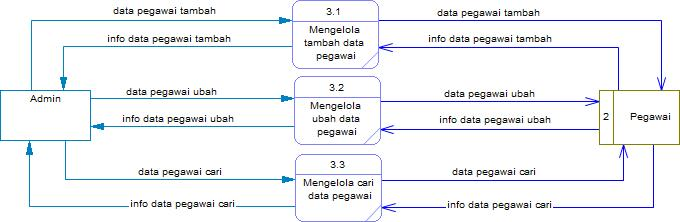 data pegawai tambah
3.1
data pegawai tambah
info data pegawai tambah
Mengelola
tambah data
pegawai
info data pegawai tambah
Admin
data pegawai ubah
3.2
data pegawai ubah
info data pegawai ubah
Mengelola
ubah data
pegawai
info data pegawai ubah
2
Pegawai
data pegawai cari
3.3
data pegawai cari
info data pegawai cari
Mengelola cari
data pegawai
info data pegawai cari